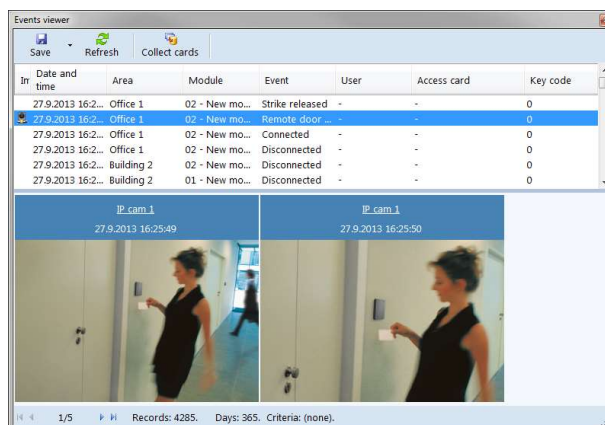 Events viewer
Save Refresh Collect cards
Date and time Area Module Event User Access card Key code
27.9.2013 16:2... Office 1 02 - New mo... Strike released - - 0
27.9.2013 16:2... Office 1 02 - New mo... Remote door ... - - 0
27.9.2013 16:2... Office 1 02 - New mo... Connected - - 0
27.9.2013 16:2... Office 1 02 - New mo... Disconnected - - 0
27.9.2013 16:2... Building 2 02 - New mo... Disconnected - - 0
27.9.2013 16:2... Building 2 01 - New mo... Disconnected - - 0
IP cam 1 IP cam 1
27.9.2013 16:25:49 27.9.2013 16:25:50
1/5 Records: 4285. Days: 365. Criteria: (none).